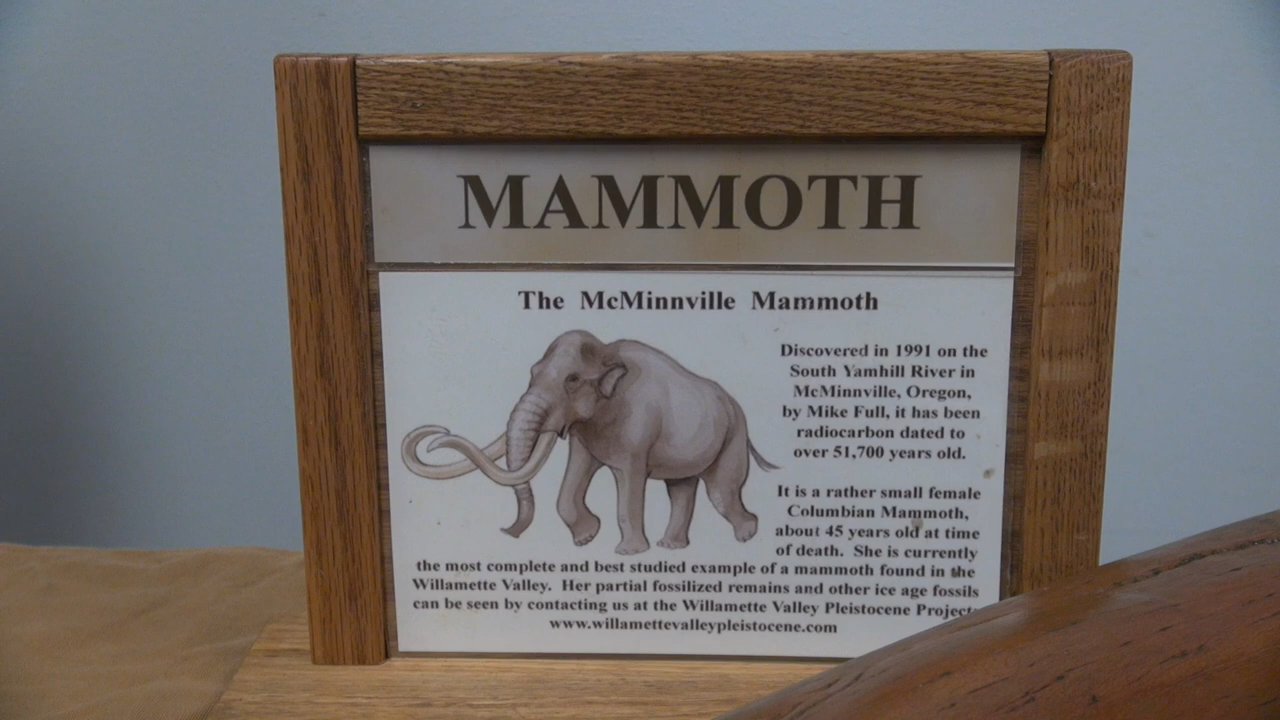 MAMMOTH
The McMinnville Mammoth
Discovered in 1991 on the
South Yamhill River in
McMinnville, Oregon,
by Mike Full, it has been
radiocarbon dated to
over 51,700 years old.
It is a rather small female
Columbian Mammoth,
about 45 years old at time
of death. She is currently
the most complete and best studied example of a mammoth found in the
Willamette Valley. Her partial fossilized remains and other ice age fossils
can be seen by contacting us at the Willamette Valley Pleistocene Project:
www.willamettevalleypleistocene.com